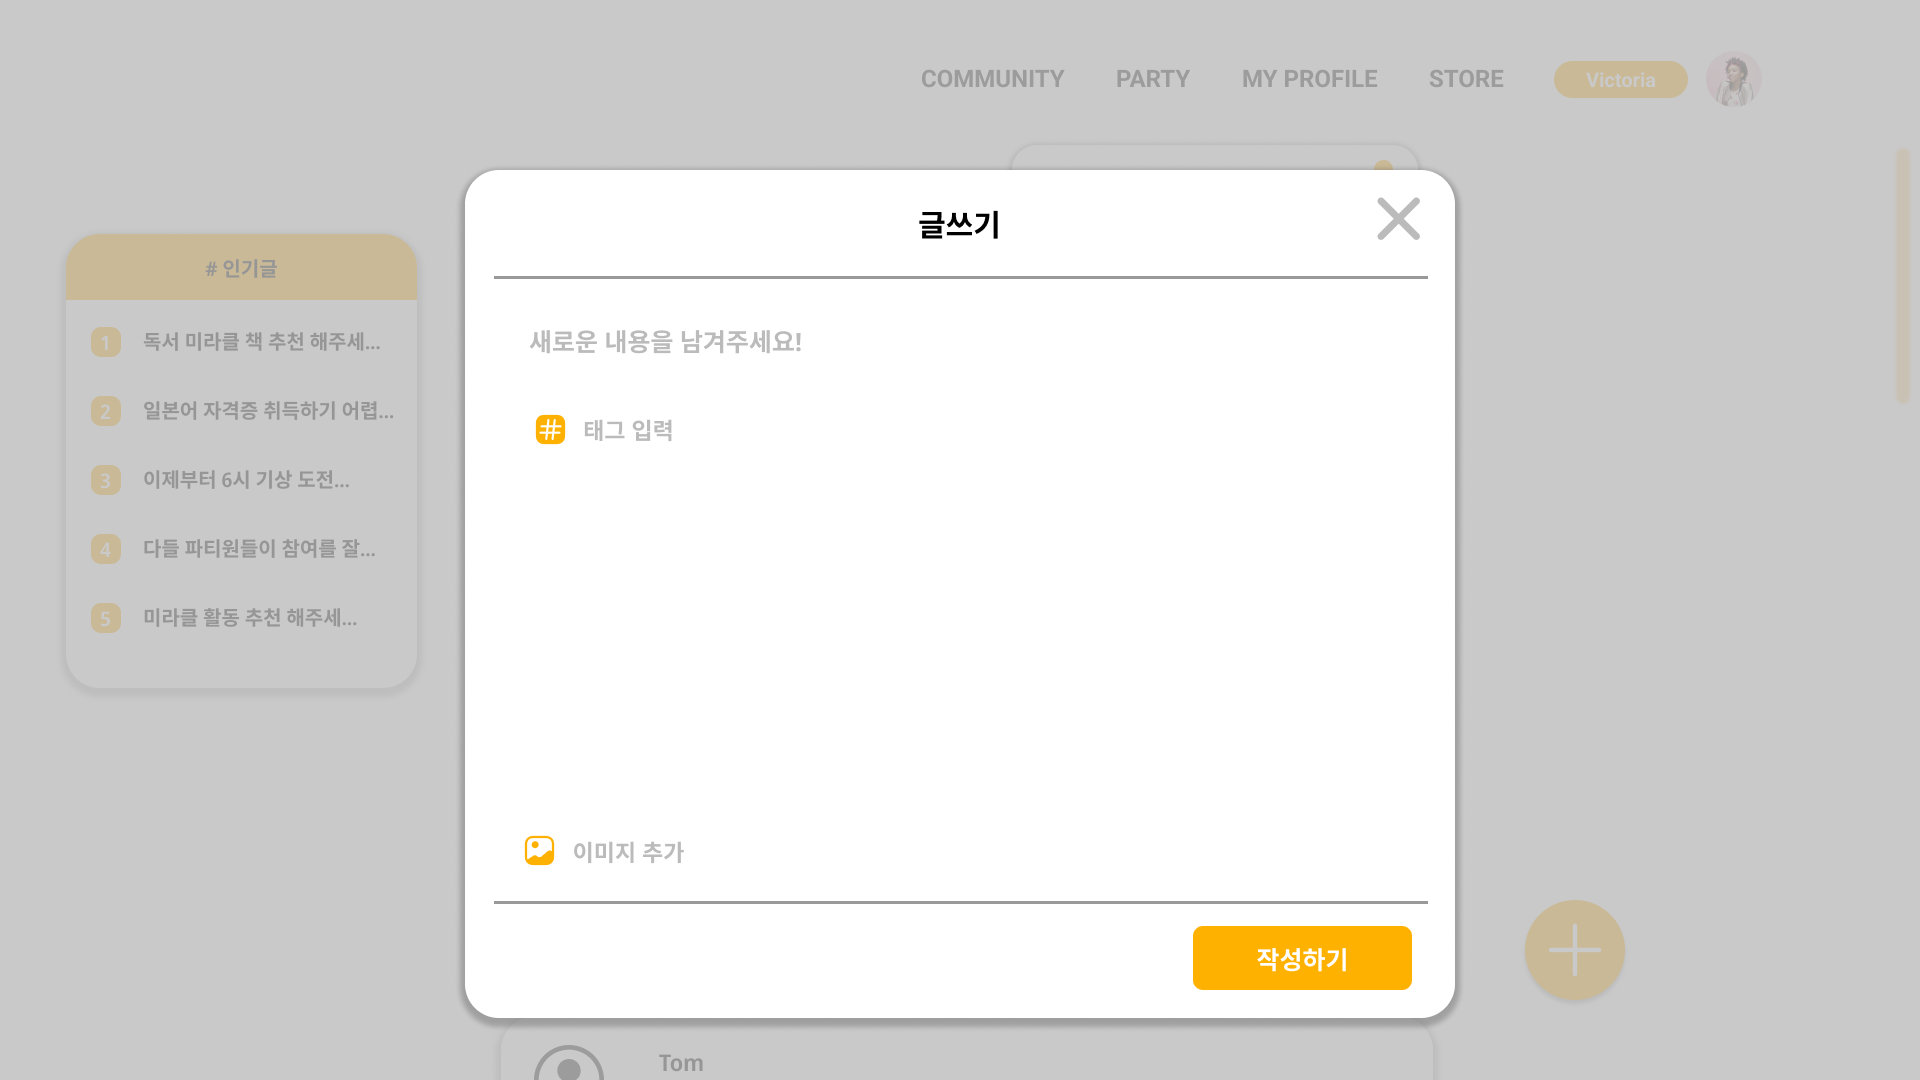 COMMUNITY PARTY MY PROFILE STORE Victoria
# 인기글
1 독서 미라클 책 추천 해주세...
2 일본어 자격증 취득하기 어렵...
3 이제부터 6시 기상 도전...
4 다들 파티원들이 참여를 잘...
5 미라클 활동 추천 해주세...
글쓰기
새로운 내용을 남겨주세요!
# 태그 입력
이미지 추가
작성하기
Tom